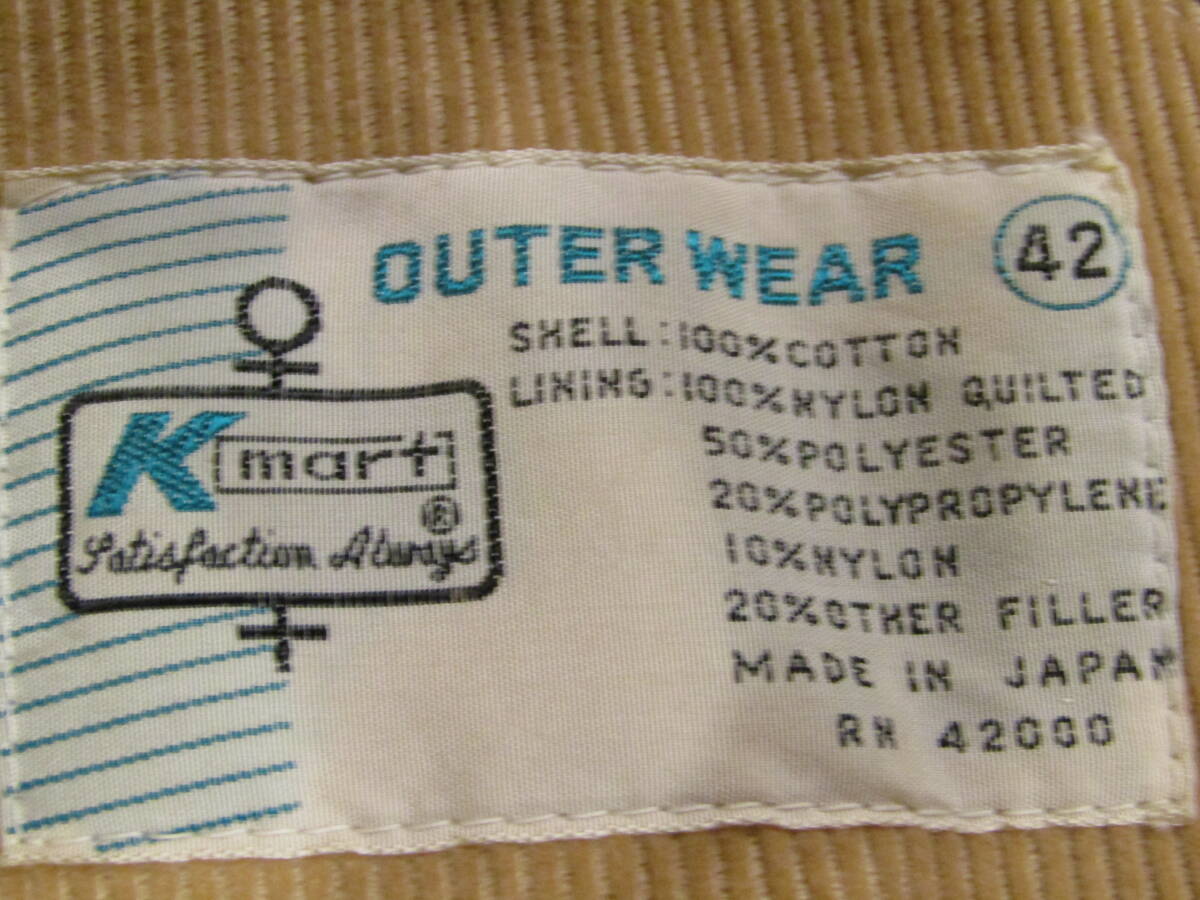 OUTER WEAR 42
SHELL:100%COTTON
LINING:100%NYLON QUILTED
50%POLYESTER
20%POLYPROPYLENE
10%NYLON
20%OTHER FILLER
MADE IN JAPAN
RN 42000
K mart®
Satisfaction Always